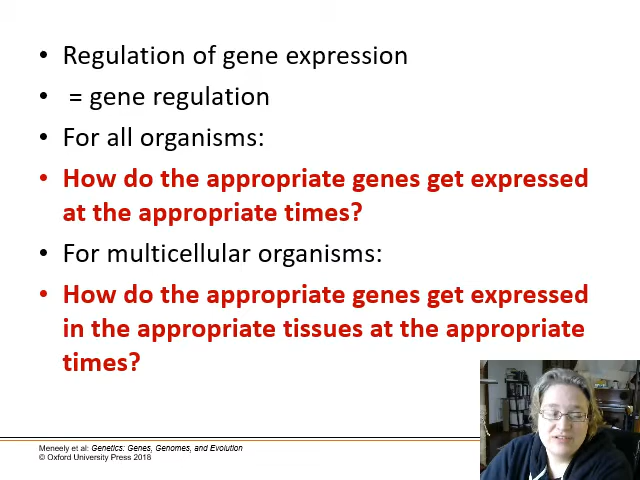 • Regulation of gene expression
• = gene regulation
• For all organisms:
• How do the appropriate genes get expressed
at the appropriate times?
• For multicellular organisms:
• How do the appropriate genes get expressed
in the appropriate tissues at the appropriate
times?
Meneely et al: Genetics: Genes, Genomes, and Evolution
© Oxford University Press 2018